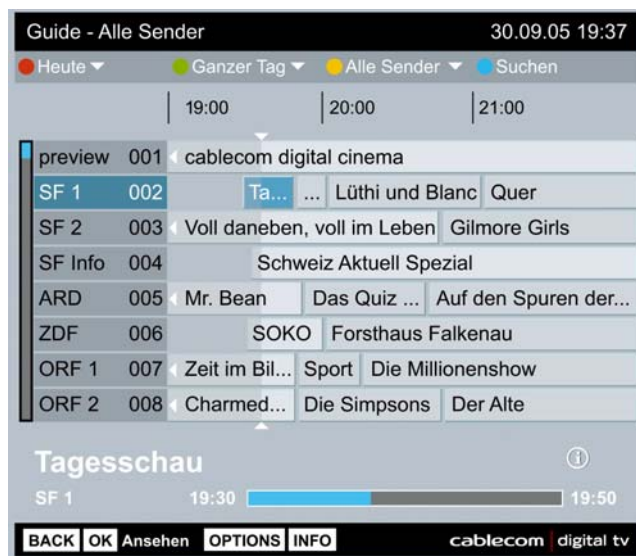 Guide - Alle Sender 30.09.05 19:37
Heute Ganzer Tag Alle Sender Suchen
19:00 20:00 21:00
preview 001 cablecom digital cinema
SF 1 002 Ta... ... Lüthi und Blanc Quer
SF 2 003 Voll daneben, voll im Leben Gilmore Girls
SF Info 004 Schweiz Aktuell Spezial
ARD 005 Mr. Bean Das Quiz ... Auf den Spuren der...
ZDF 006 SOKO Forsthaus Falkenau
ORF 1 007 Zeit im Bil... Sport Die Millionenshow
ORF 2 008 Charmed... Die Simpsons Der Alte
Tagesschau
SF 1 19:30 19:50
BACK OK Ansehen OPTIONS INFO cablecom digital tv